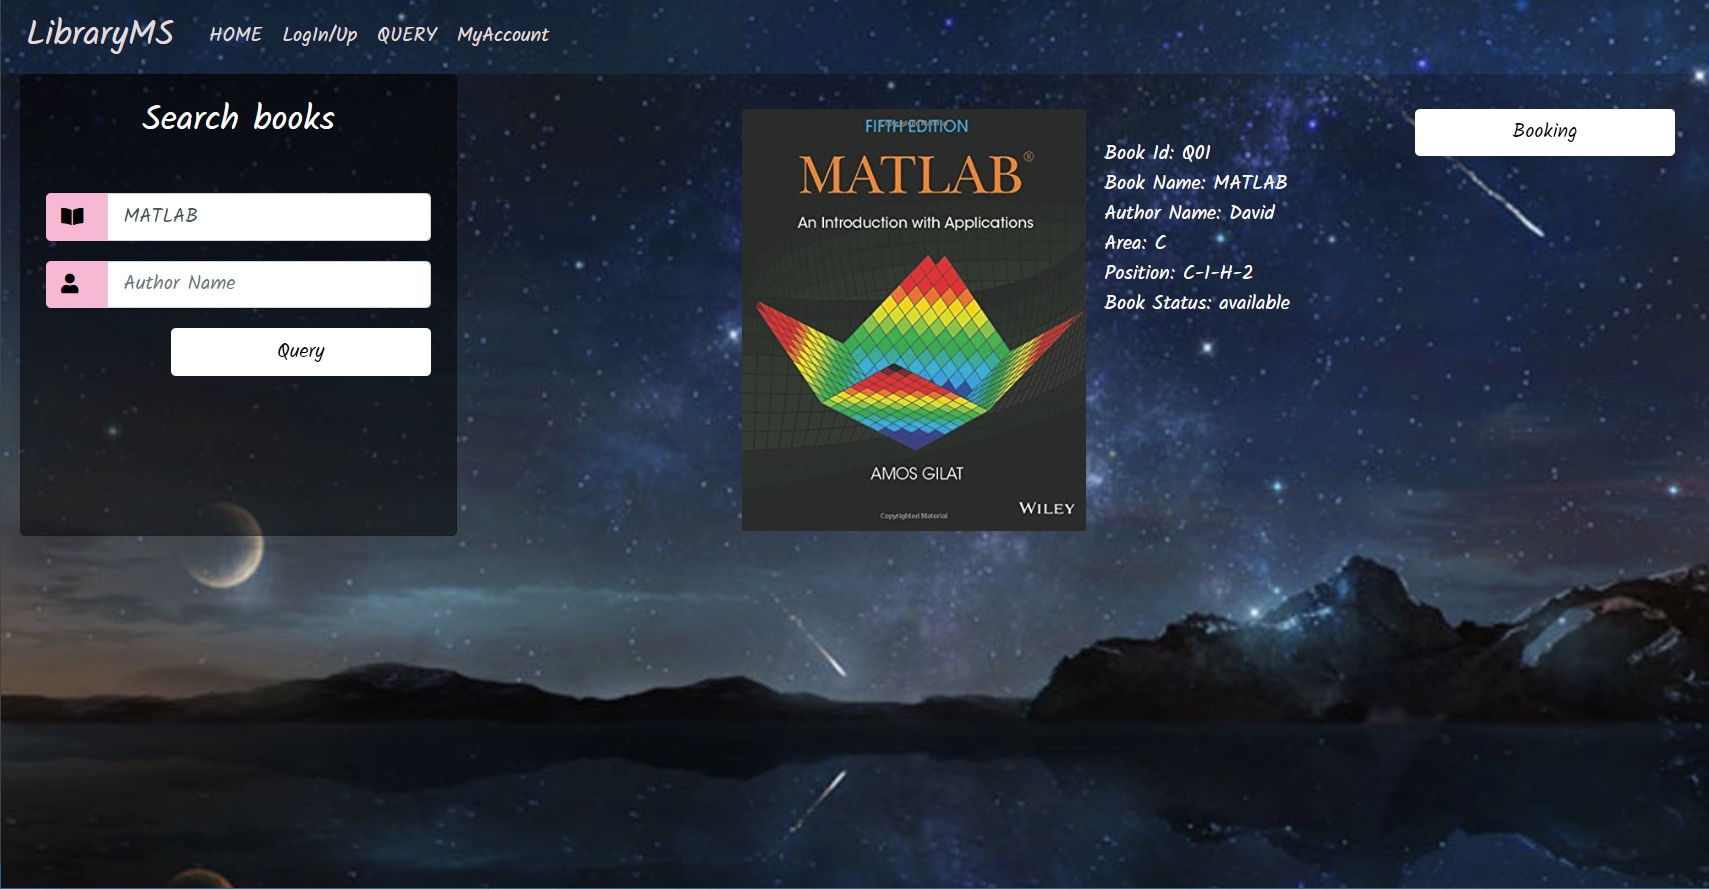 LibraryMS HOME LogIn/Up QUERY MyAccount
Search books
MATLAB
Author Name
Query
FIFTH EDITION
MATLAB®
An Introduction with Applications
AMOS GILAT
WILEY
Copyrighted Material
Book Id: Q01
Book Name: MATLAB
Author Name: David
Area: C
Position: C-1-H-2
Book Status: available
Booking